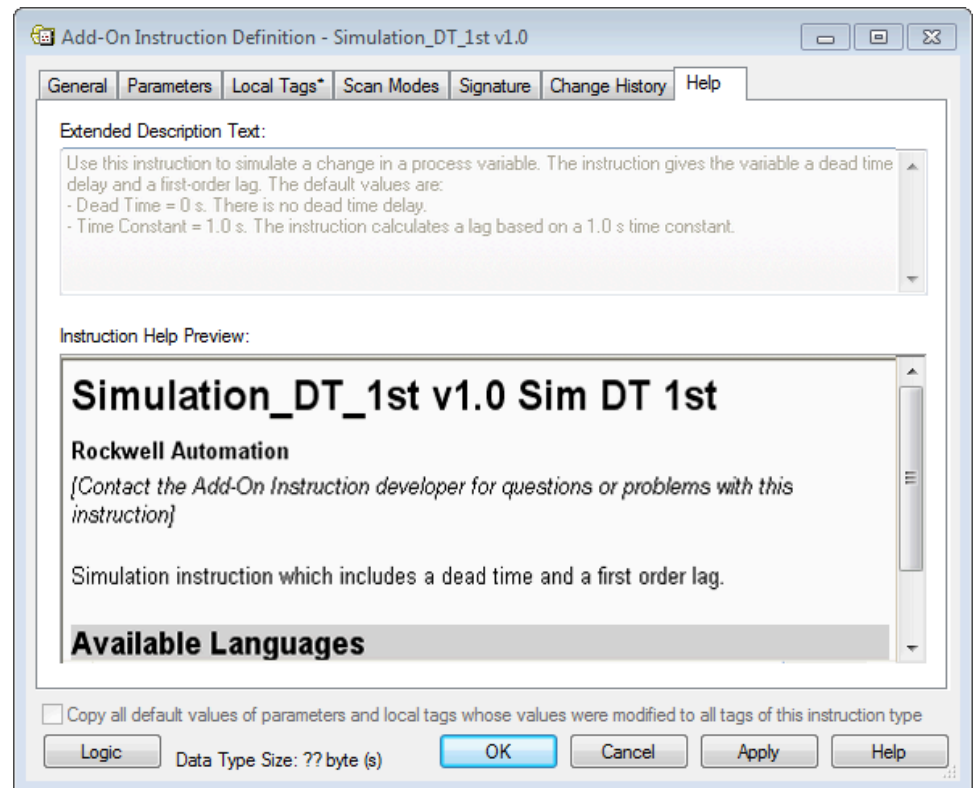 Add-On Instruction Definition - Simulation_DT_1st v1.0
General Parameters Local Tags* Scan Modes Signature Change History Help
Extended Description Text:
Use this instruction to simulate a change in a process variable. The instruction gives the variable a dead time
delay and a first-order lag. The default values are:
- Dead Time = 0 s. There is no dead time delay.
- Time Constant = 1.0 s. The instruction calculates a lag based on a 1.0 s time constant.
Instruction Help Preview:
Simulation_DT_1st v1.0 Sim DT 1st
Rockwell Automation
[Contact the Add-On Instruction developer for questions or problems with this
instruction]
Simulation instruction which includes a dead time and a first order lag.
Available Languages
Copy all default values of parameters and local tags whose values were modified to all tags of this instruction type
Logic Data Type Size: ?? byte (s) OK Cancel Apply Help